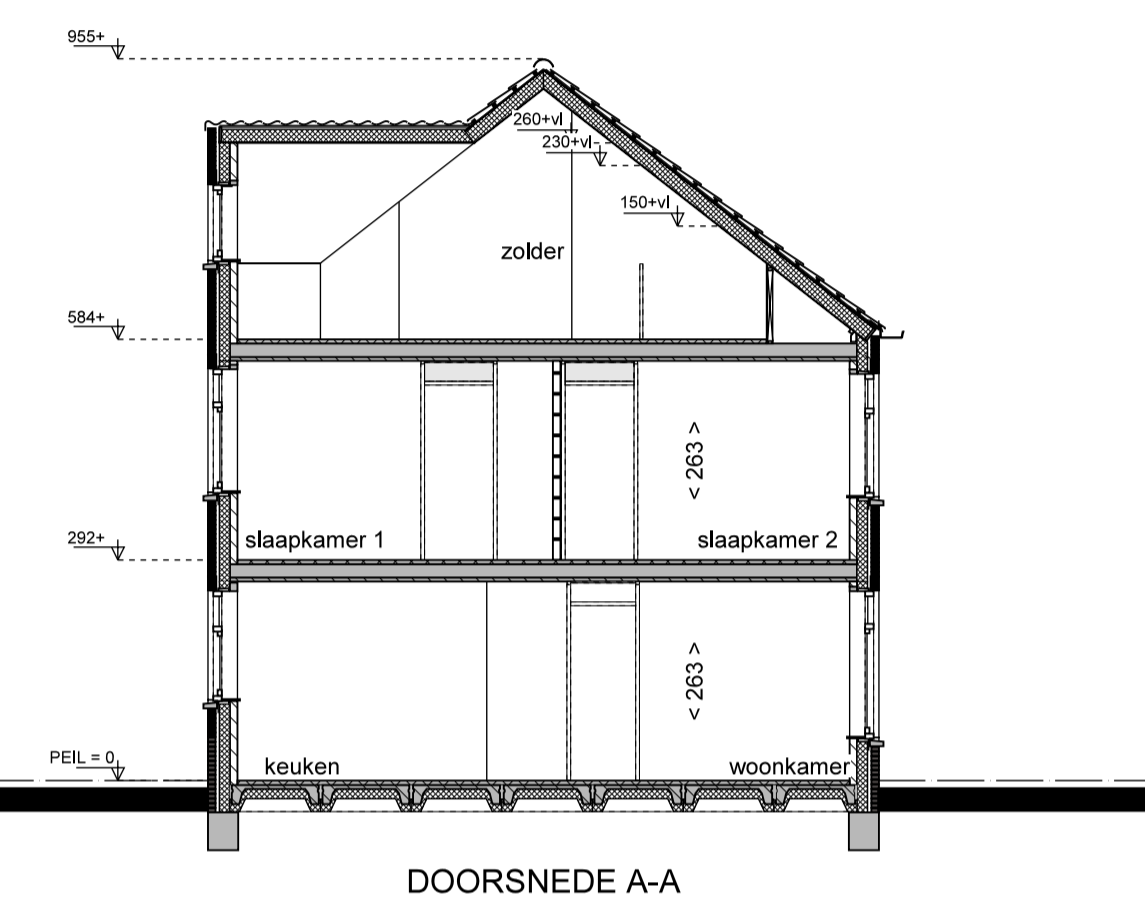 955+
260+vl
230+vl
150+vl
zolder
584+
< 263 >
292+
slaapkamer 1
slaapkamer 2
< 263 >
PEIL = 0
keuken
woonkamer
DOORSNEDE A-A